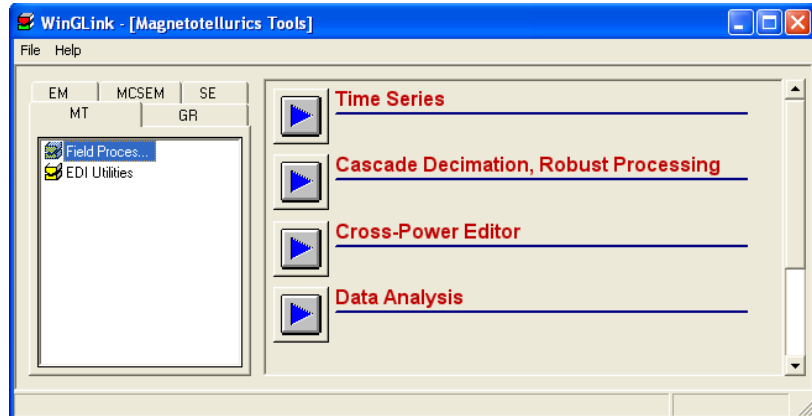 WinGLink - [Magnetotellurics Tools]
File Help
EM MCSEM SE
MT GR
Field Proces...
EDI Utilities
Time Series
Cascade Decimation, Robust Processing
Cross-Power Editor
Data Analysis